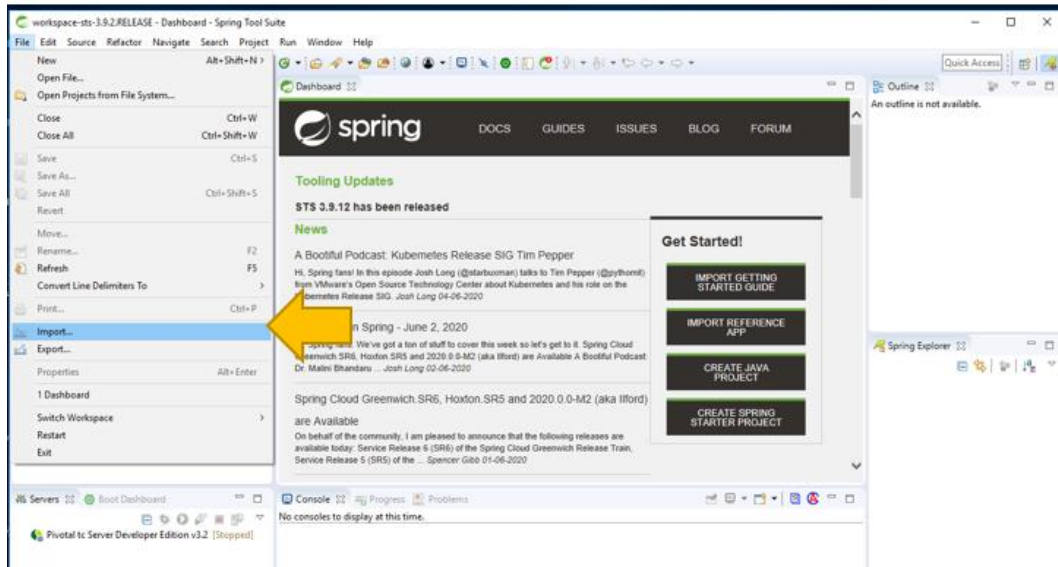 workspace-sts-3.9.2.RELEASE - Dashboard - Spring Tool Suite
File Edit Source Refactor Navigate Search Project Run Window Help
New Alt+Shift+N >
Open File...
Open Projects from File System...
Close Ctrl+W
Close All Ctrl+Shift+W
Save Ctrl+S
Save As...
Save All Ctrl+Shift+S
Revert
Move...
Rename... F2
Refresh F5
Convert Line Delimiters To >
Print... Ctrl+P
Import...
Export...
Properties Alt+Enter
1 Dashboard
Switch Workspace >
Restart
Exit
Quick Access
Dashboard
spring
DOCS GUIDES ISSUES BLOG FORUM
Tooling Updates
STS 3.9.12 has been released
News
A Bootiful Podcast: Kubernetes Release SIG Tim Pepper
Hi, Spring fans! In this episode Josh Long (@starbuxman) talks to Tim Pepper (@pythomit)
from VMware's Open Source Technology Center about Kubernetes and his role on the
Kubernetes Release SIG. Josh Long 04-06-2020
in Spring - June 2, 2020
We've got a ton of stuff to cover this week so let's get to it. Spring Cloud
Greenwich SR6, Hoxton.SR5 and 2020.0.0-M2 (aka Ilford) are Available A Bootiful Podcast:
Dr. Malini Bhandaru ... Josh Long 02-06-2020
Spring Cloud Greenwich.SR6, Hoxton.SR5 and 2020.0.0-M2 (aka Ilford)
are Available
On behalf of the community, I am pleased to announce that the following releases are
available today: Service Release 6 (SR6) of the Spring Cloud Greenwich Release Train,
Service Release 5 (SR5) of the ... Spencer Gibb 01-06-2020
Get Started!
IMPORT GETTING
STARTED GUIDE
IMPORT REFERENCE
APP
CREATE JAVA
PROJECT
CREATE SPRING
STARTER PROJECT
Outline
An outline is not available.
Spring Explorer
Servers Boot Dashboard
Pivotal tc Server Developer Edition v3.2 [Stopped]
Console Progress Problems
No consoles to display at this time.